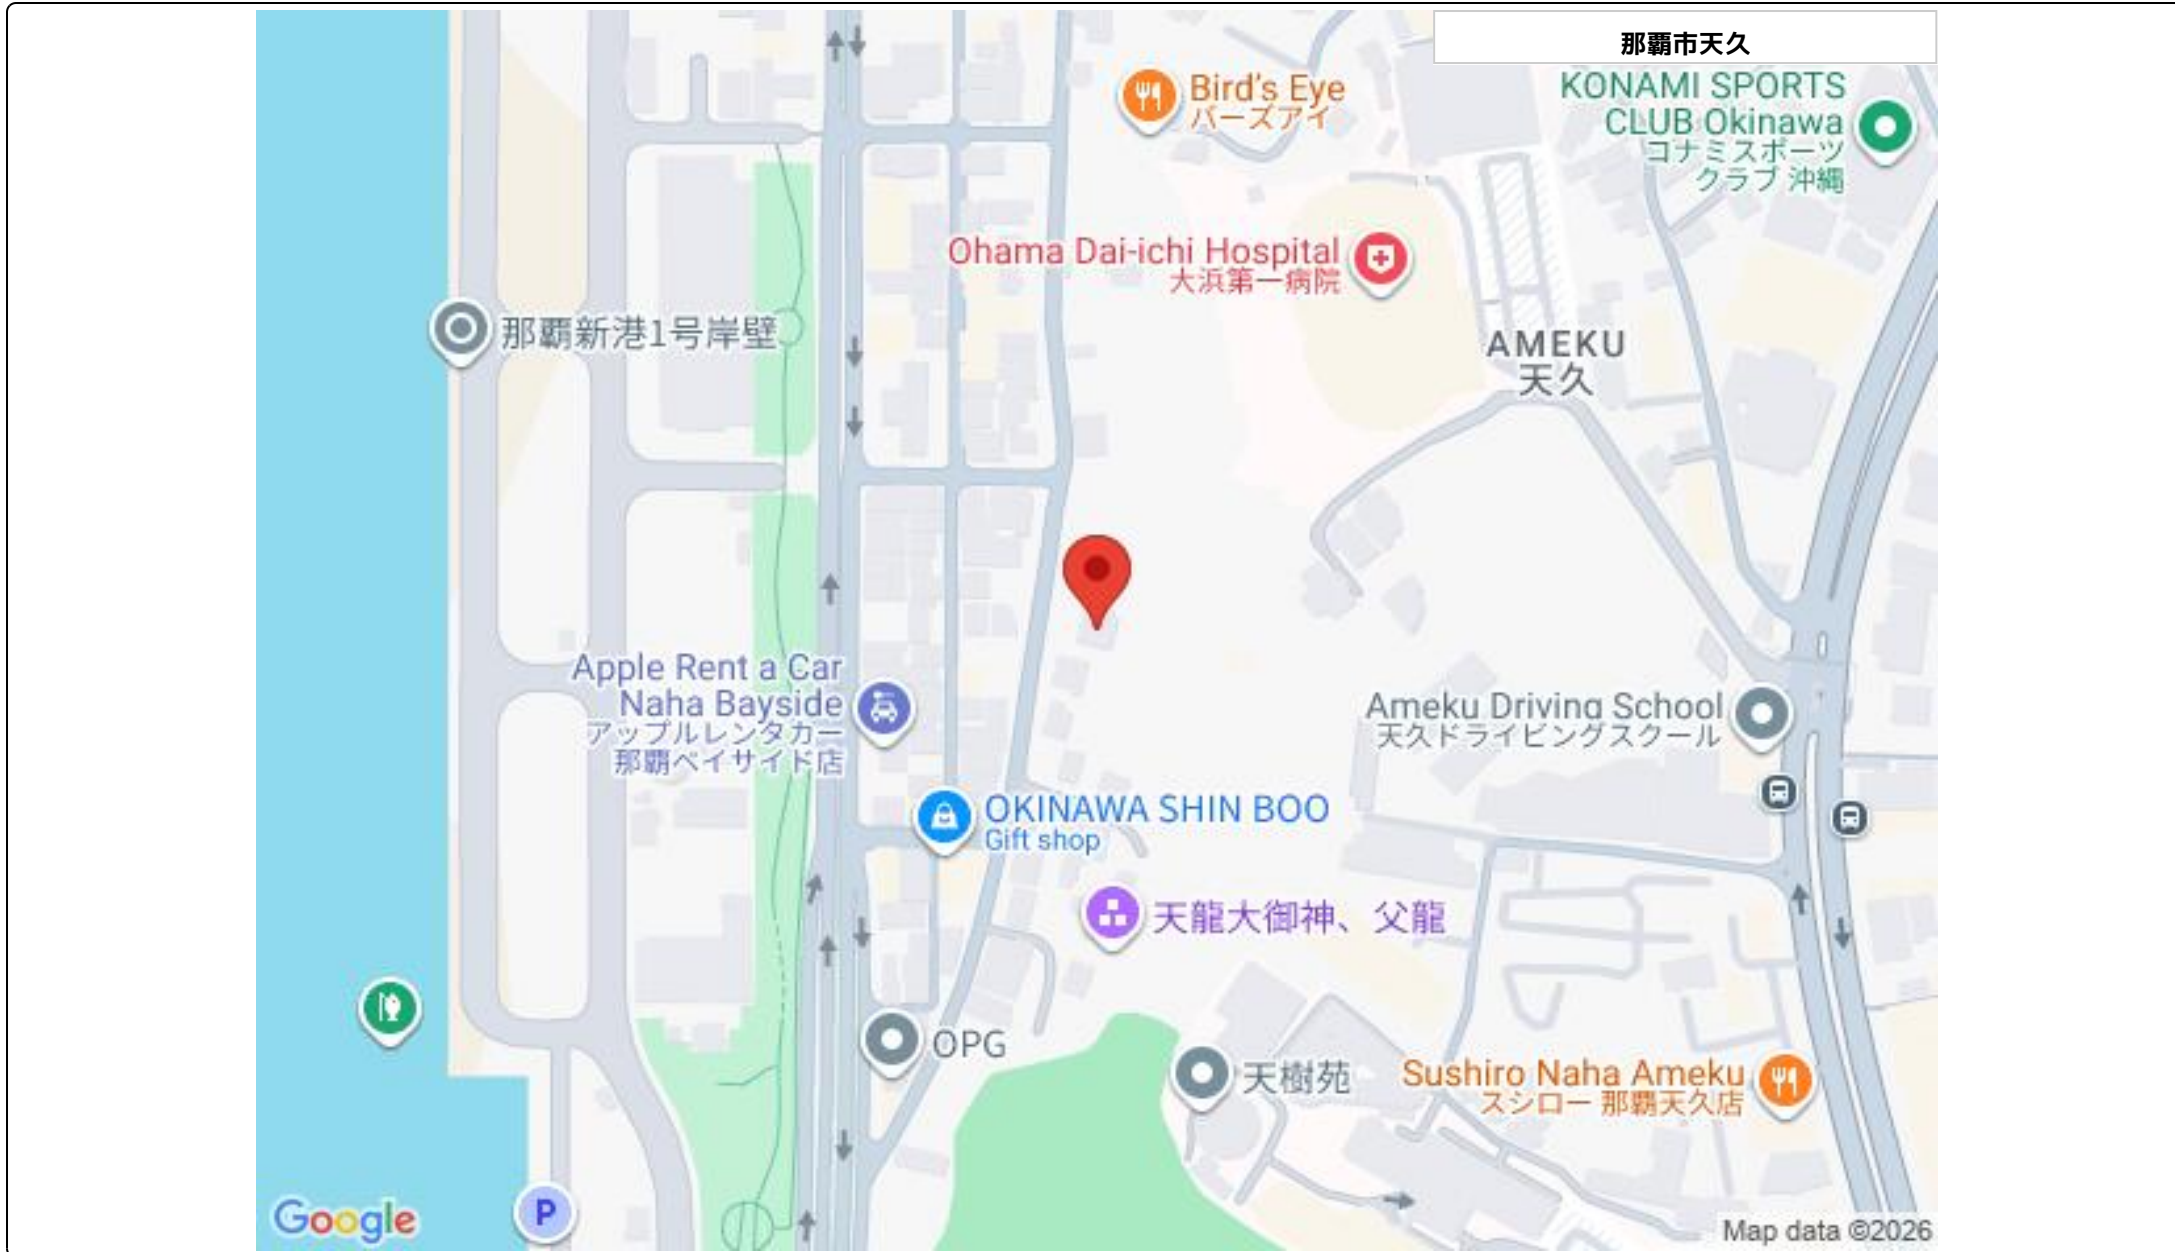 那覇市天久
Bird's Eye
バーズアイ
KONAMI SPORTS
CLUB Okinawa
コナミスポーツ
クラブ 沖縄
Ohama Dai-ichi Hospital
大浜第一病院
那覇新港1号岸壁
AMEKU
天久
Apple Rent a Car
Naha Bayside
アップルレンタカー
那覇ベイサイド店
Ameku Driving School
天久ドライビングスクール
OKINAWA SHIN BOO
Gift shop
天龍大御神、父龍
OPG
天樹苑
Sushiro Naha Ameku
スシロー 那覇天久店
P
Google
Map data ©2026